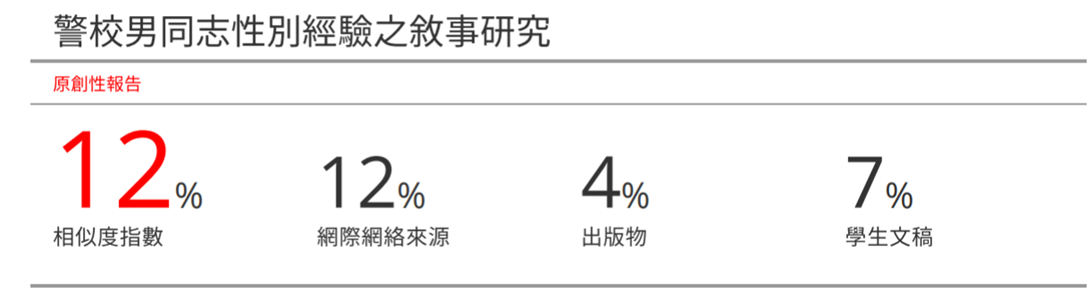 警校男同志性別經驗之敘事研究
原創性報告
12% 12% 4% 7%
相似度指數 網際網絡來源 出版物 學生文稿